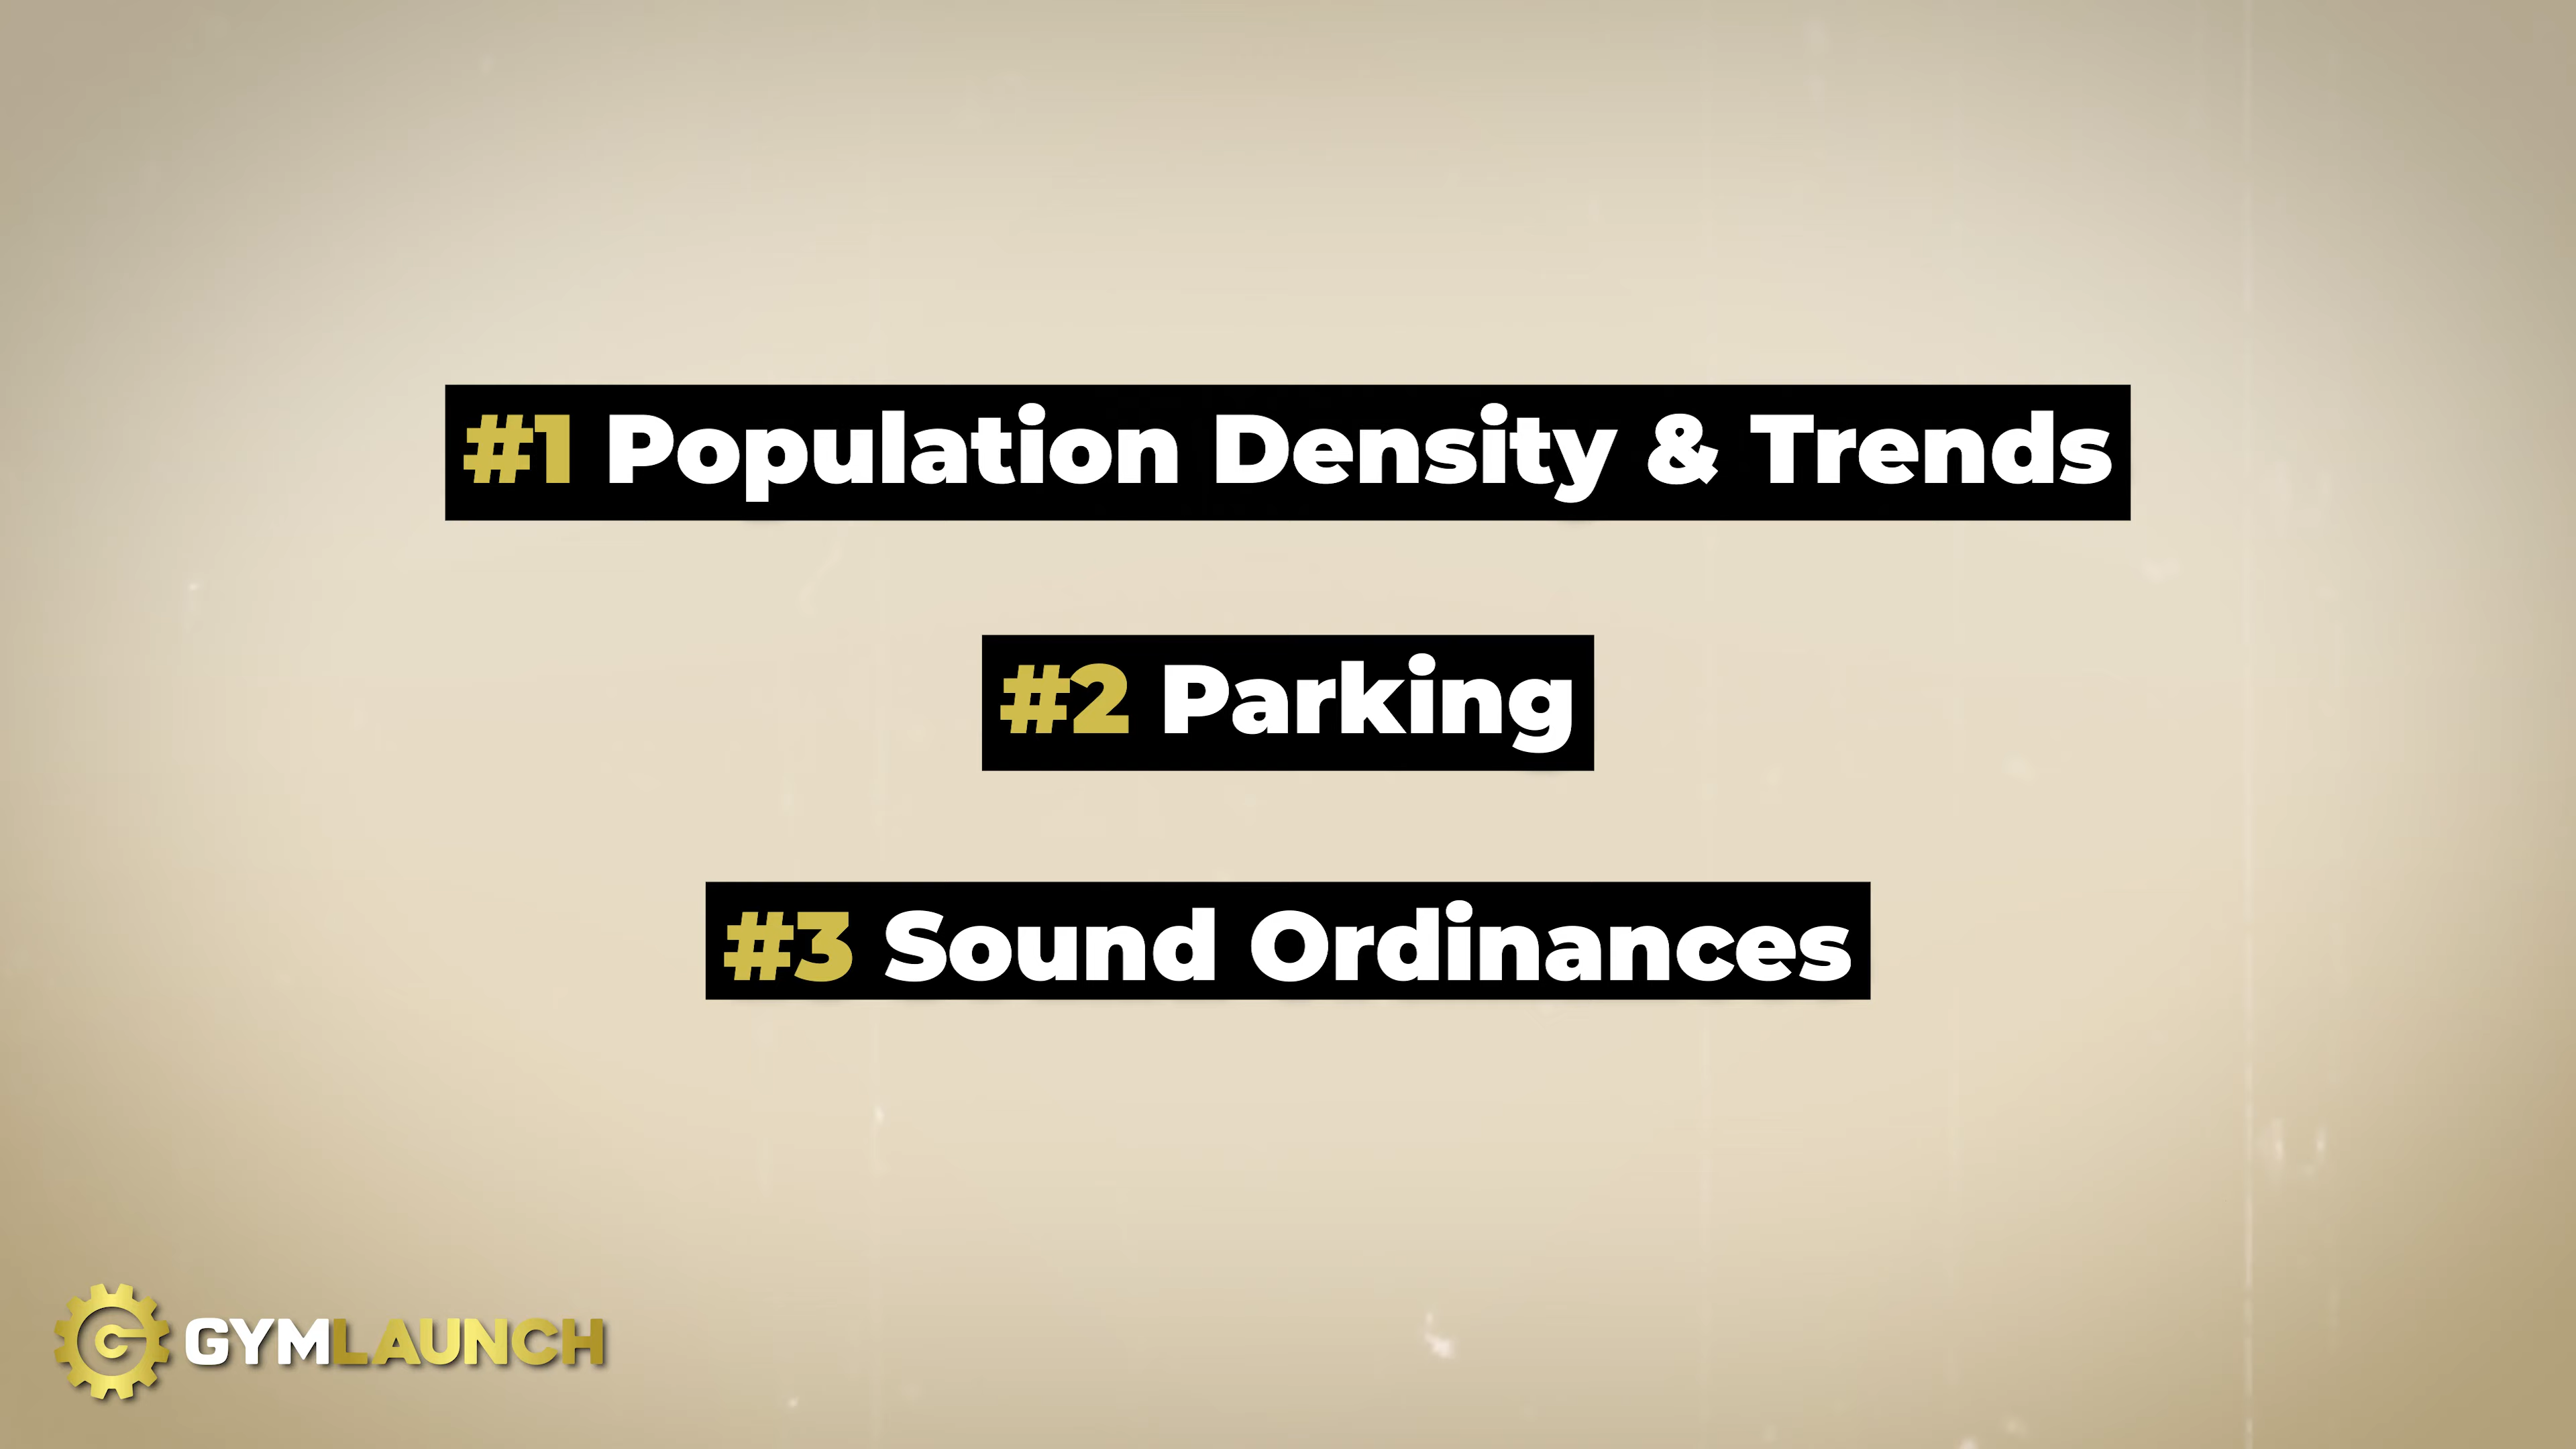 #1 Population Density & Trends
#2 Parking
#3 Sound Ordinances
GYMLAUNCH